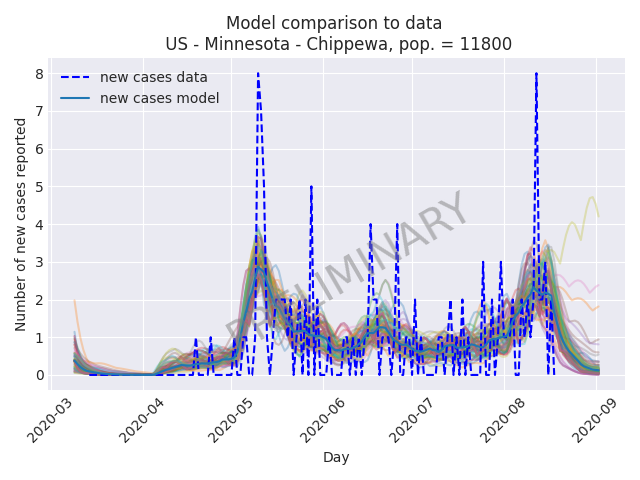 Model comparison to data
US - Minnesota - Chippewa, pop. = 11800
new cases data
new cases model
PRELIMINARY
Number of new cases reported
8
7
6
5
4
3
2
1
0
2020-03
2020-04
2020-05
2020-06
2020-07
2020-08
2020-09
Day